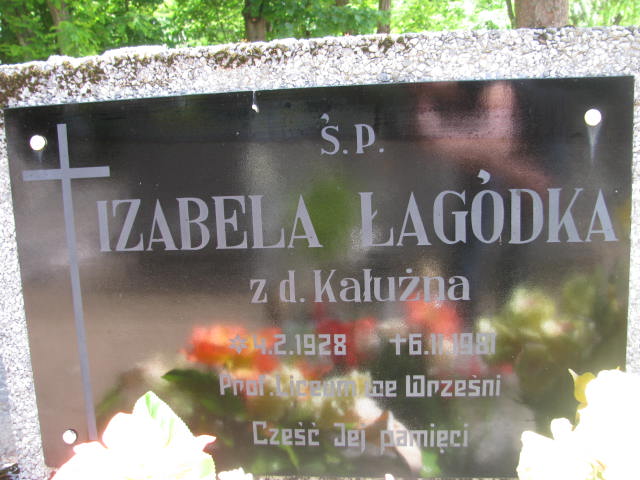 Ś.P.
IZABELA ŁAGÓDKA
z d. Kałużna
*4.2.1928 †6.11.1981
Prof. Liceum we Wrześni
Cześć Jej pamięci